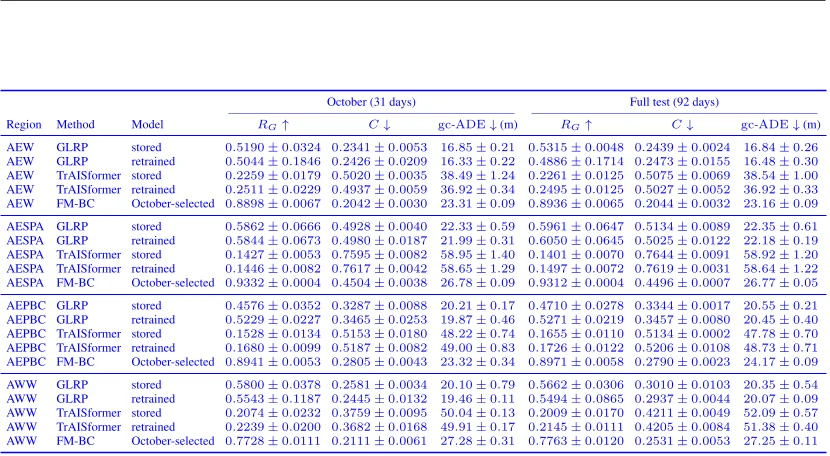 October (31 days) Full test (92 days)
Region Method Model R_G ↑ C ↓ gc-ADE ↓ (m) R_G ↑ C ↓ gc-ADE ↓ (m)
AEW GLRP stored 0.5190 ± 0.0324 0.2341 ± 0.0053 16.85 ± 0.21 0.5315 ± 0.0048 0.2439 ± 0.0024 16.84 ± 0.26
AEW GLRP retrained 0.5044 ± 0.1846 0.2426 ± 0.0209 16.33 ± 0.22 0.4886 ± 0.1714 0.2473 ± 0.0155 16.48 ± 0.30
AEW TrAISformer stored 0.2259 ± 0.0179 0.5020 ± 0.0035 38.49 ± 1.24 0.2261 ± 0.0125 0.5075 ± 0.0069 38.54 ± 1.00
AEW TrAISformer retrained 0.2511 ± 0.0229 0.4937 ± 0.0059 36.92 ± 0.34 0.2495 ± 0.0125 0.5027 ± 0.0052 36.92 ± 0.33
AEW FM-BC October-selected 0.8898 ± 0.0067 0.2042 ± 0.0030 23.31 ± 0.09 0.8936 ± 0.0065 0.2044 ± 0.0032 23.16 ± 0.09
AESPA GLRP stored 0.5862 ± 0.0666 0.4928 ± 0.0040 22.33 ± 0.59 0.5961 ± 0.0647 0.5134 ± 0.0089 22.35 ± 0.61
AESPA GLRP retrained 0.5844 ± 0.0673 0.4980 ± 0.0187 21.99 ± 0.31 0.6050 ± 0.0645 0.5025 ± 0.0122 22.18 ± 0.19
AESPA TrAISformer stored 0.1427 ± 0.0053 0.7595 ± 0.0082 58.95 ± 1.40 0.1401 ± 0.0070 0.7644 ± 0.0091 58.92 ± 1.20
AESPA TrAISformer retrained 0.1446 ± 0.0082 0.7617 ± 0.0042 58.65 ± 1.29 0.1497 ± 0.0072 0.7619 ± 0.0031 58.64 ± 1.22
AESPA FM-BC October-selected 0.9332 ± 0.0004 0.4504 ± 0.0038 26.78 ± 0.09 0.9312 ± 0.0004 0.4496 ± 0.0007 26.77 ± 0.05
AEPBC GLRP stored 0.4576 ± 0.0352 0.3287 ± 0.0088 20.21 ± 0.17 0.4710 ± 0.0278 0.3344 ± 0.0017 20.55 ± 0.21
AEPBC GLRP retrained 0.5229 ± 0.0227 0.3465 ± 0.0253 19.87 ± 0.46 0.5271 ± 0.0219 0.3457 ± 0.0080 20.45 ± 0.40
AEPBC TrAISformer stored 0.1528 ± 0.0134 0.5153 ± 0.0180 48.22 ± 0.74 0.1655 ± 0.0110 0.5134 ± 0.0002 47.78 ± 0.70
AEPBC TrAISformer retrained 0.1680 ± 0.0099 0.5187 ± 0.0082 49.00 ± 0.83 0.1726 ± 0.0122 0.5206 ± 0.0108 48.73 ± 0.71
AEPBC FM-BC October-selected 0.8941 ± 0.0053 0.2805 ± 0.0043 23.32 ± 0.34 0.8971 ± 0.0058 0.2790 ± 0.0023 24.17 ± 0.09
AWW GLRP stored 0.5800 ± 0.0378 0.2581 ± 0.0034 20.10 ± 0.79 0.5662 ± 0.0306 0.3010 ± 0.0103 20.35 ± 0.54
AWW GLRP retrained 0.5543 ± 0.1187 0.2445 ± 0.0132 19.46 ± 0.11 0.5494 ± 0.0865 0.2937 ± 0.0044 20.07 ± 0.09
AWW TrAISformer stored 0.2074 ± 0.0232 0.3759 ± 0.0095 50.04 ± 0.13 0.2009 ± 0.0170 0.4211 ± 0.0049 52.09 ± 0.57
AWW TrAISformer retrained 0.2239 ± 0.0200 0.3682 ± 0.0168 49.91 ± 0.17 0.2145 ± 0.0111 0.4205 ± 0.0084 51.38 ± 0.40
AWW FM-BC October-selected 0.7728 ± 0.0111 0.2111 ± 0.0061 27.28 ± 0.31 0.7763 ± 0.0120 0.2531 ± 0.0053 27.25 ± 0.11